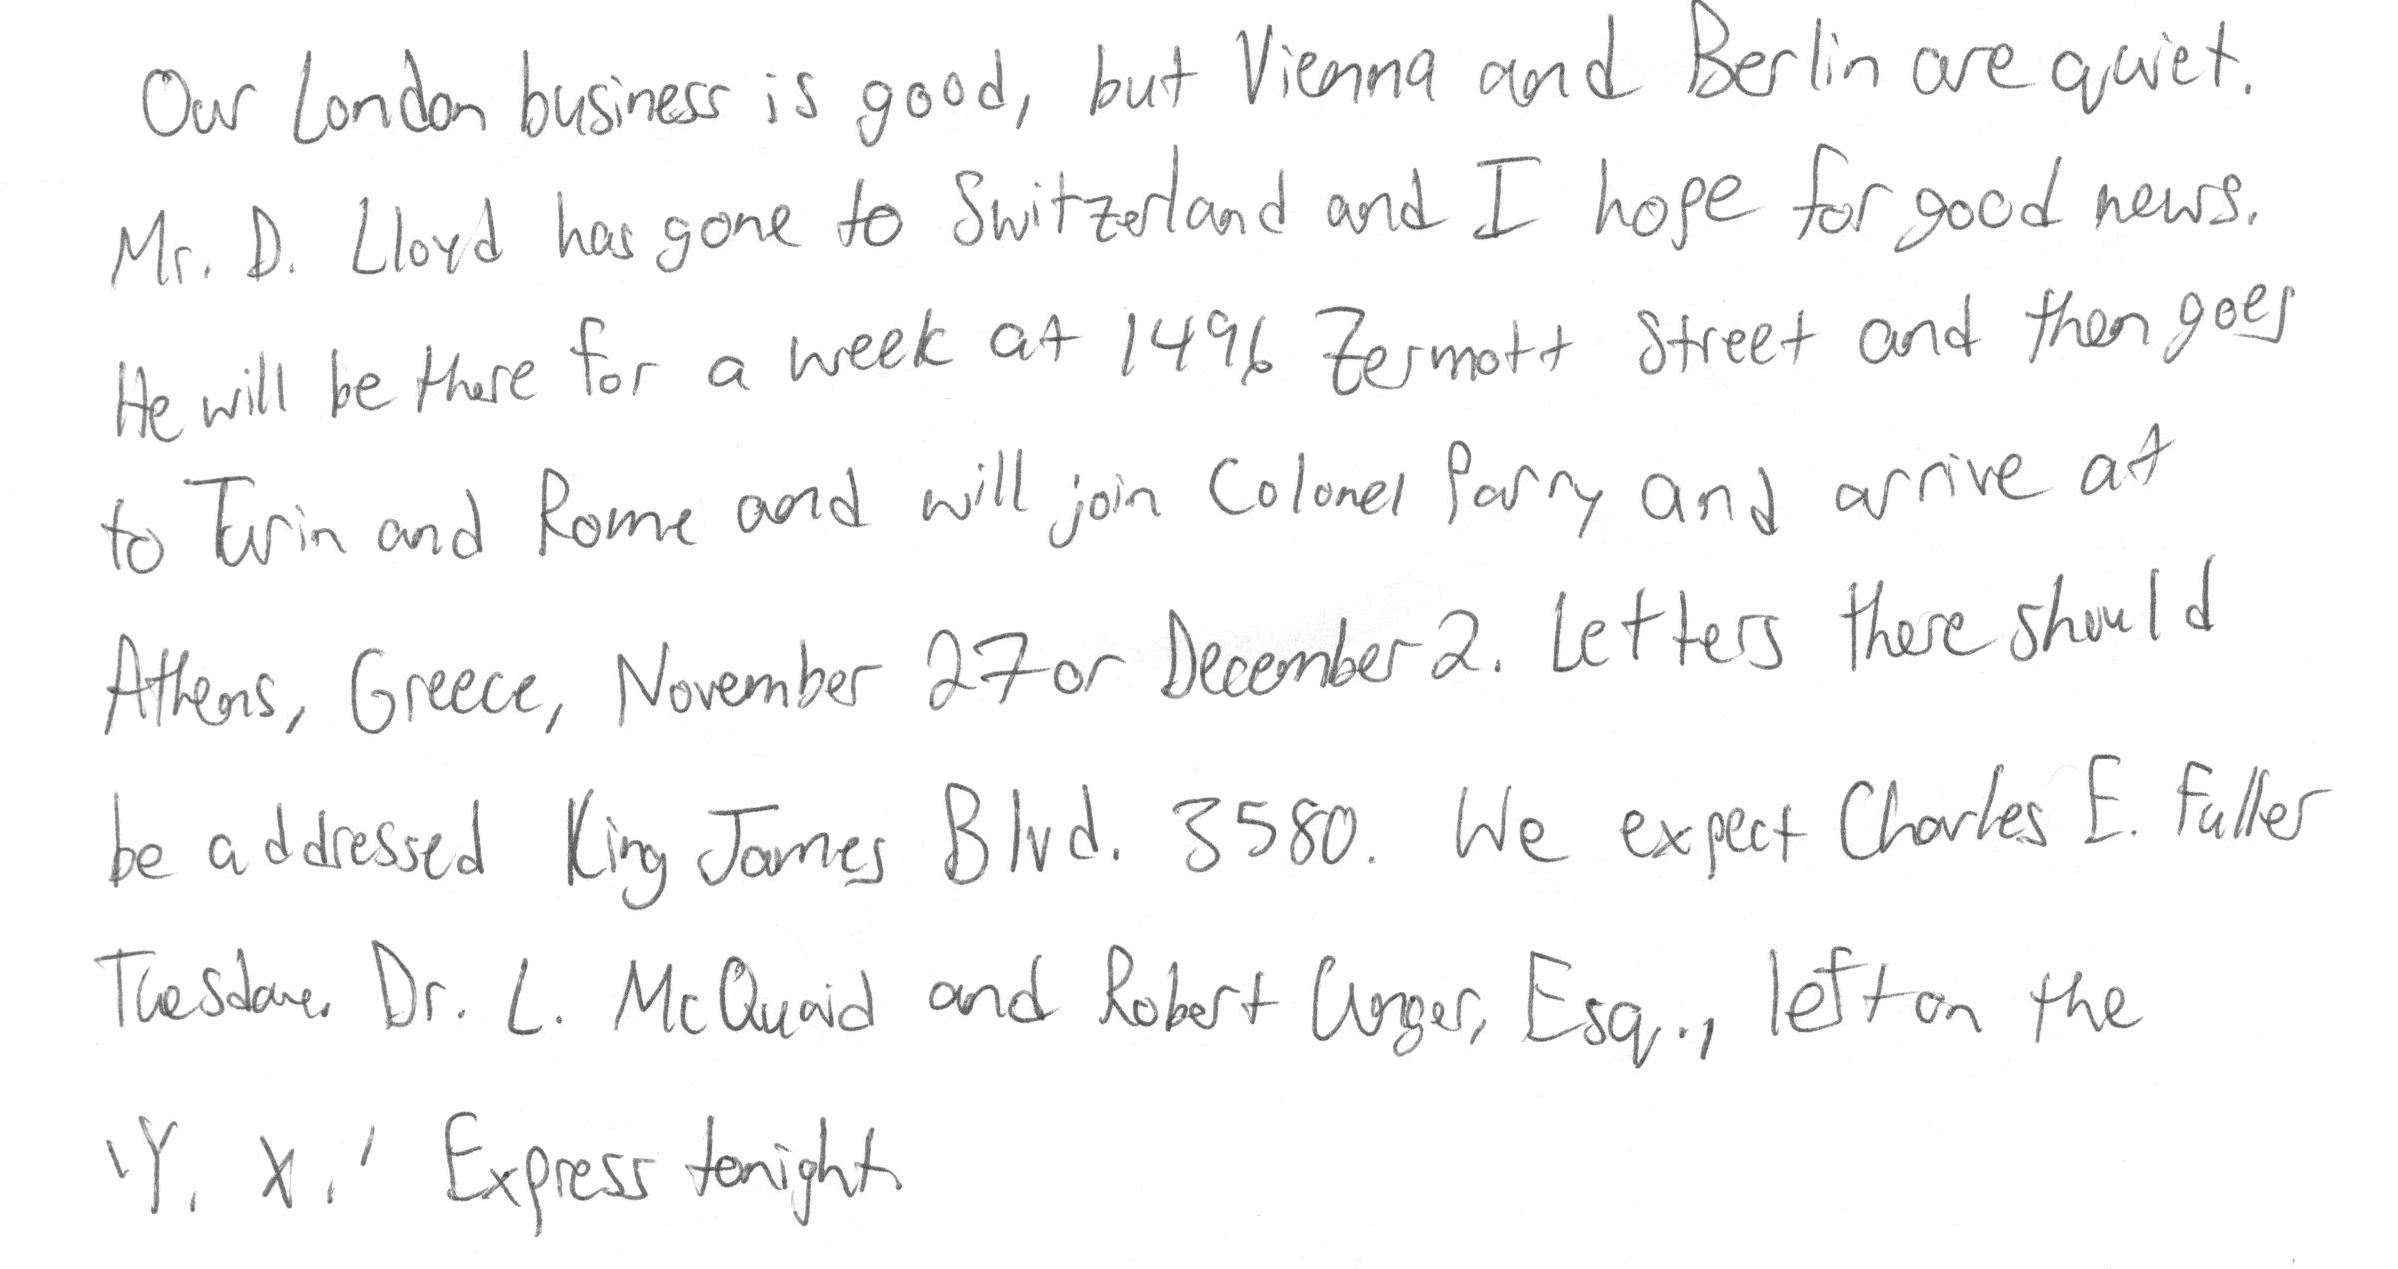 Our London business is good, but Vienna and Berlin are quiet.
Mr. D. Lloyd has gone to Switzerland and I hope for good news.
He will be there for a week at 1496 Zermott Street and then goes
to Turin and Rome and will join Colonel Parry and arrive at
Athens, Greece, November 27 or December 2. Letters there should
be addressed King James Blvd. 3580. We expect Charles E. Fuller
Tuesday. Dr. L. McQuaid and Robert Unger, Esq., left on the
'Y. X.' Express tonight.